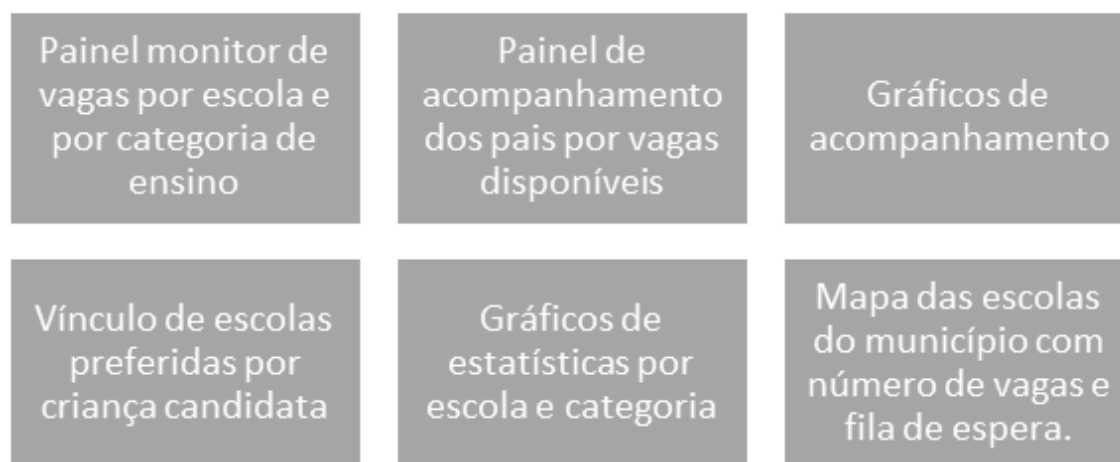 Painel monitor de
vagas por escola e
por categoria de
ensino
Painel de
acompanhamento
dos pais por vagas
disponíveis
Gráficos de
acompanhamento
Vínculo de escolas
preferidas por
criança candidata
Gráficos de
estatísticas por
escola e categoria
Mapa das escolas
do município com
número de vagas e
fila de espera.